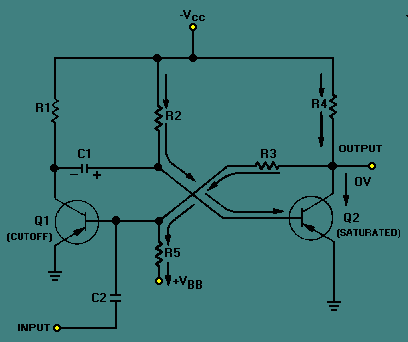 -VCC
R1
R2
R4
C1
- +
R3
OUTPUT
0V
Q1
(CUTOFF)
Q2
(SATURATED)
R5
+VBB
C2
INPUT